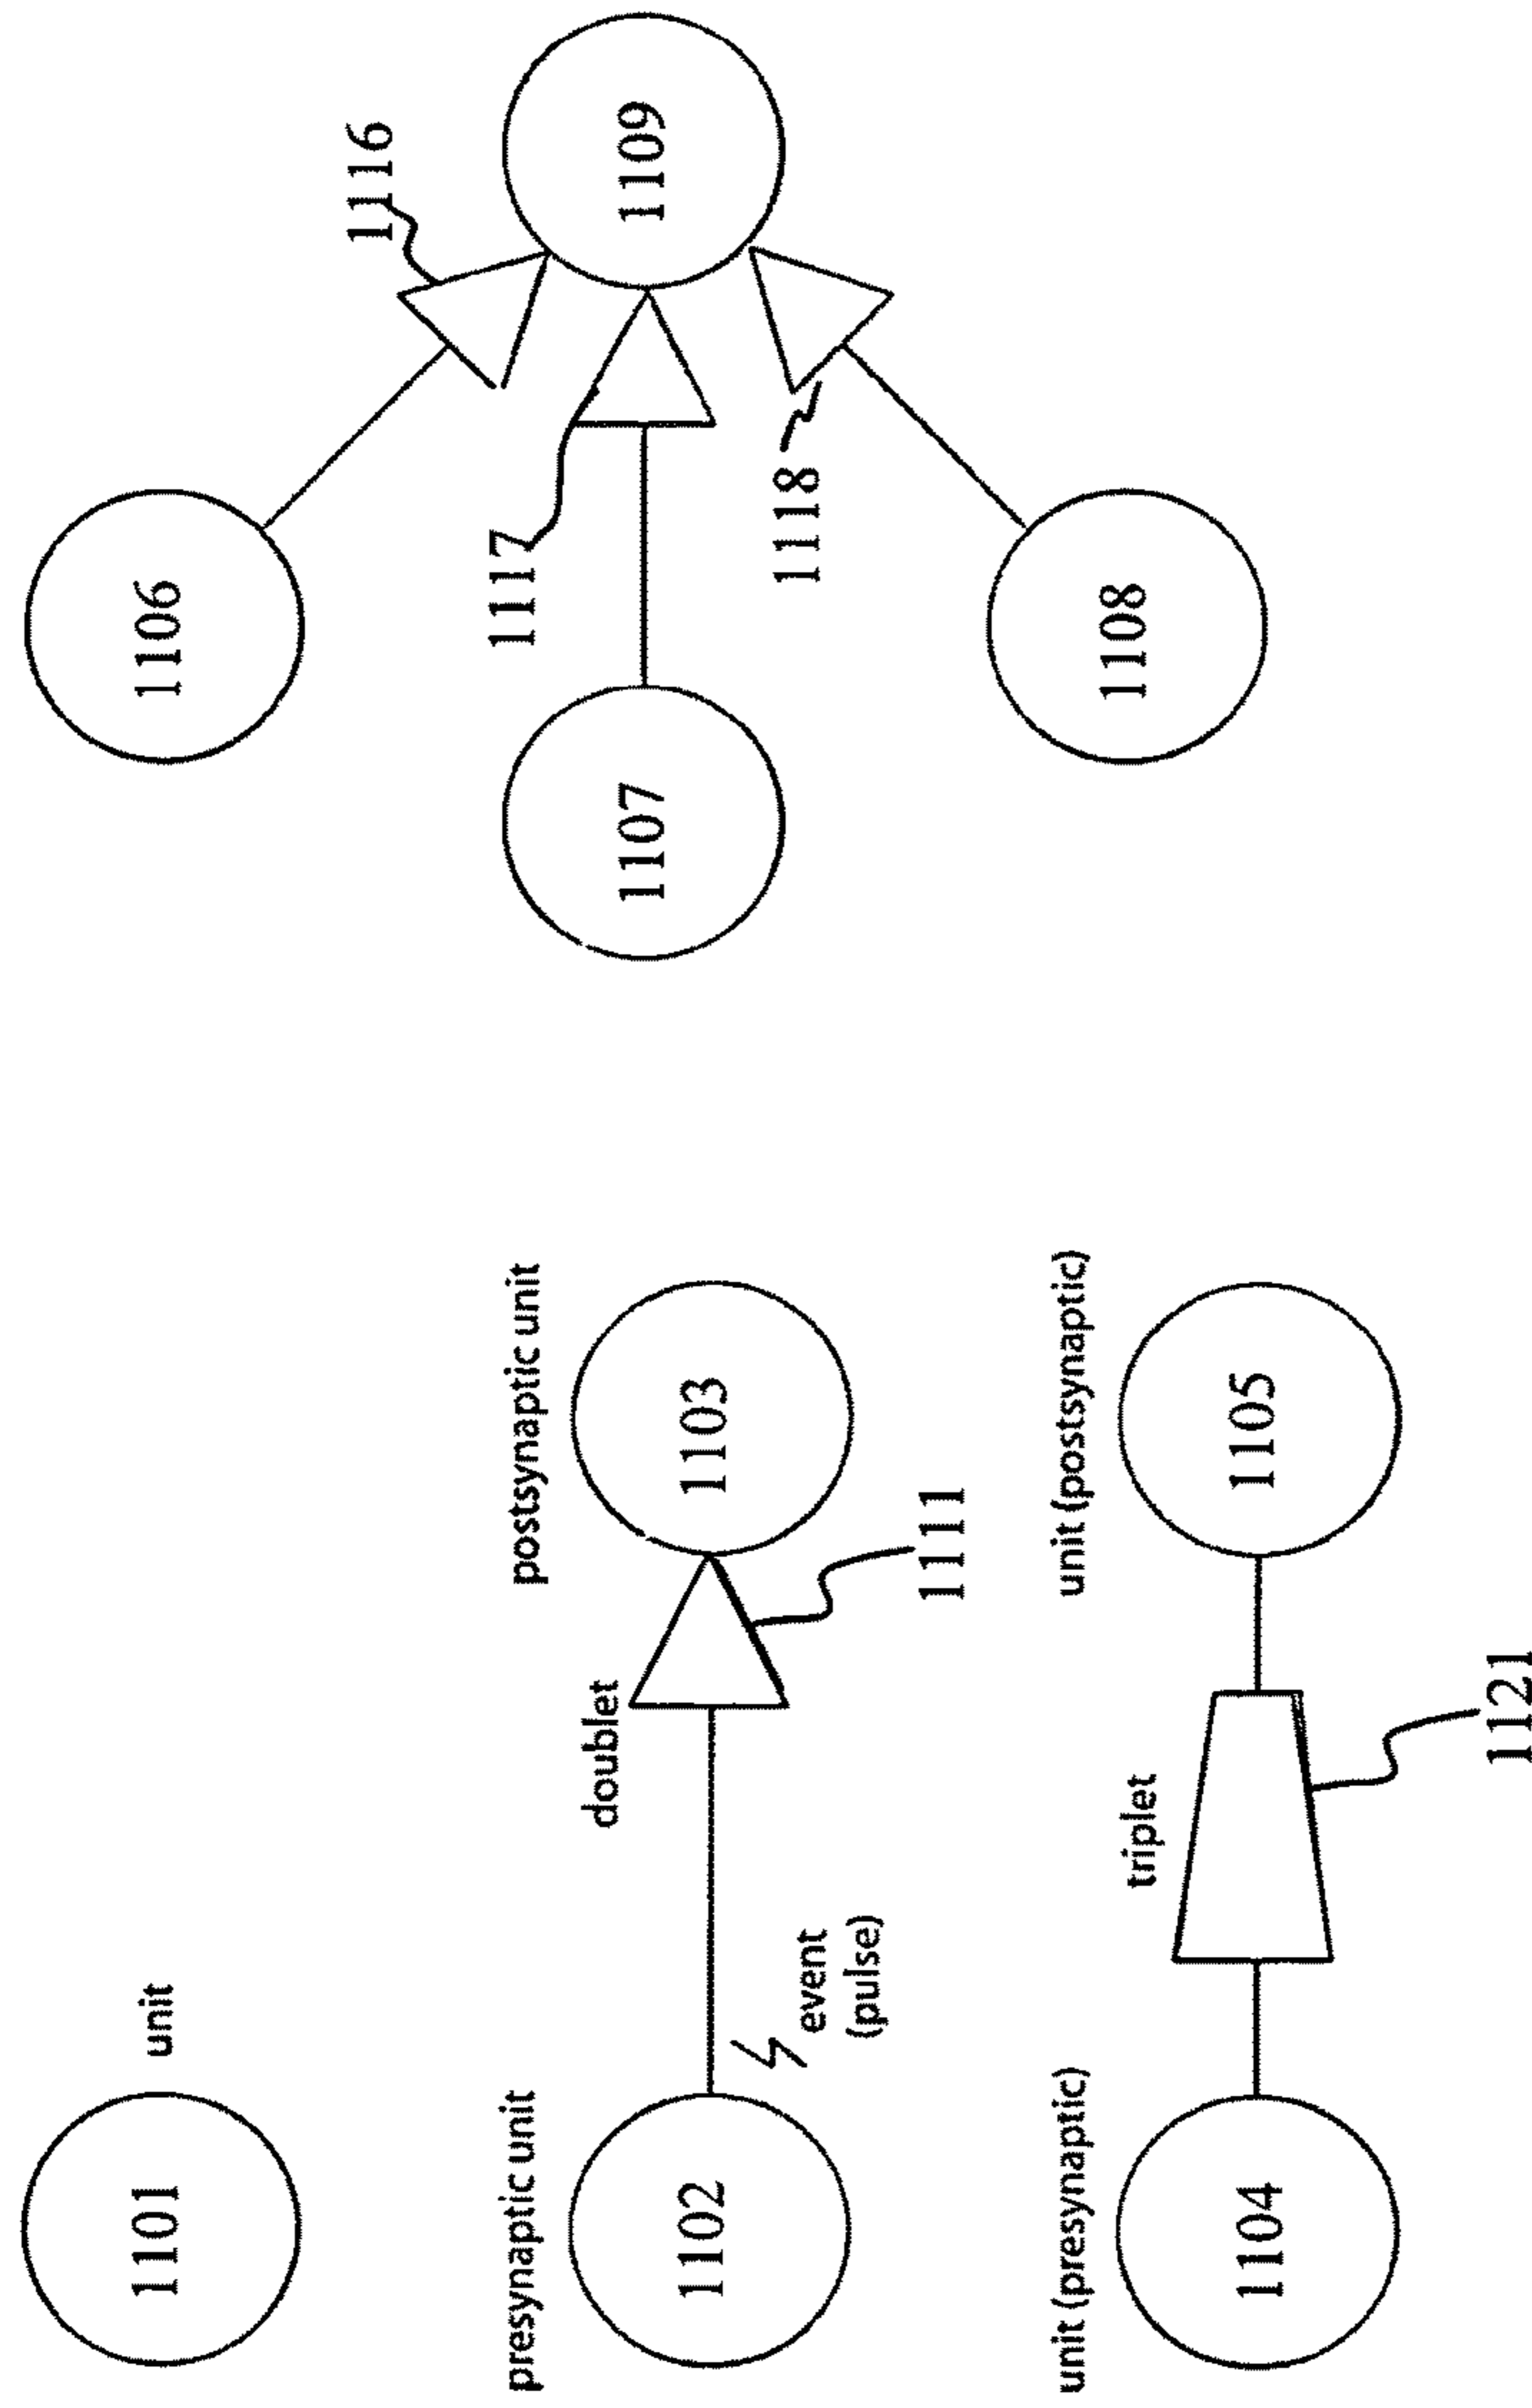 unit
1101
presynaptic unit
1102
event
(pulse)
doublet
1111
postsynaptic unit
1103
unit (presynaptic)
1104
triplet
1121
unit (postsynaptic)
1105
1106
1116
1107
1117
1109
1118
1108